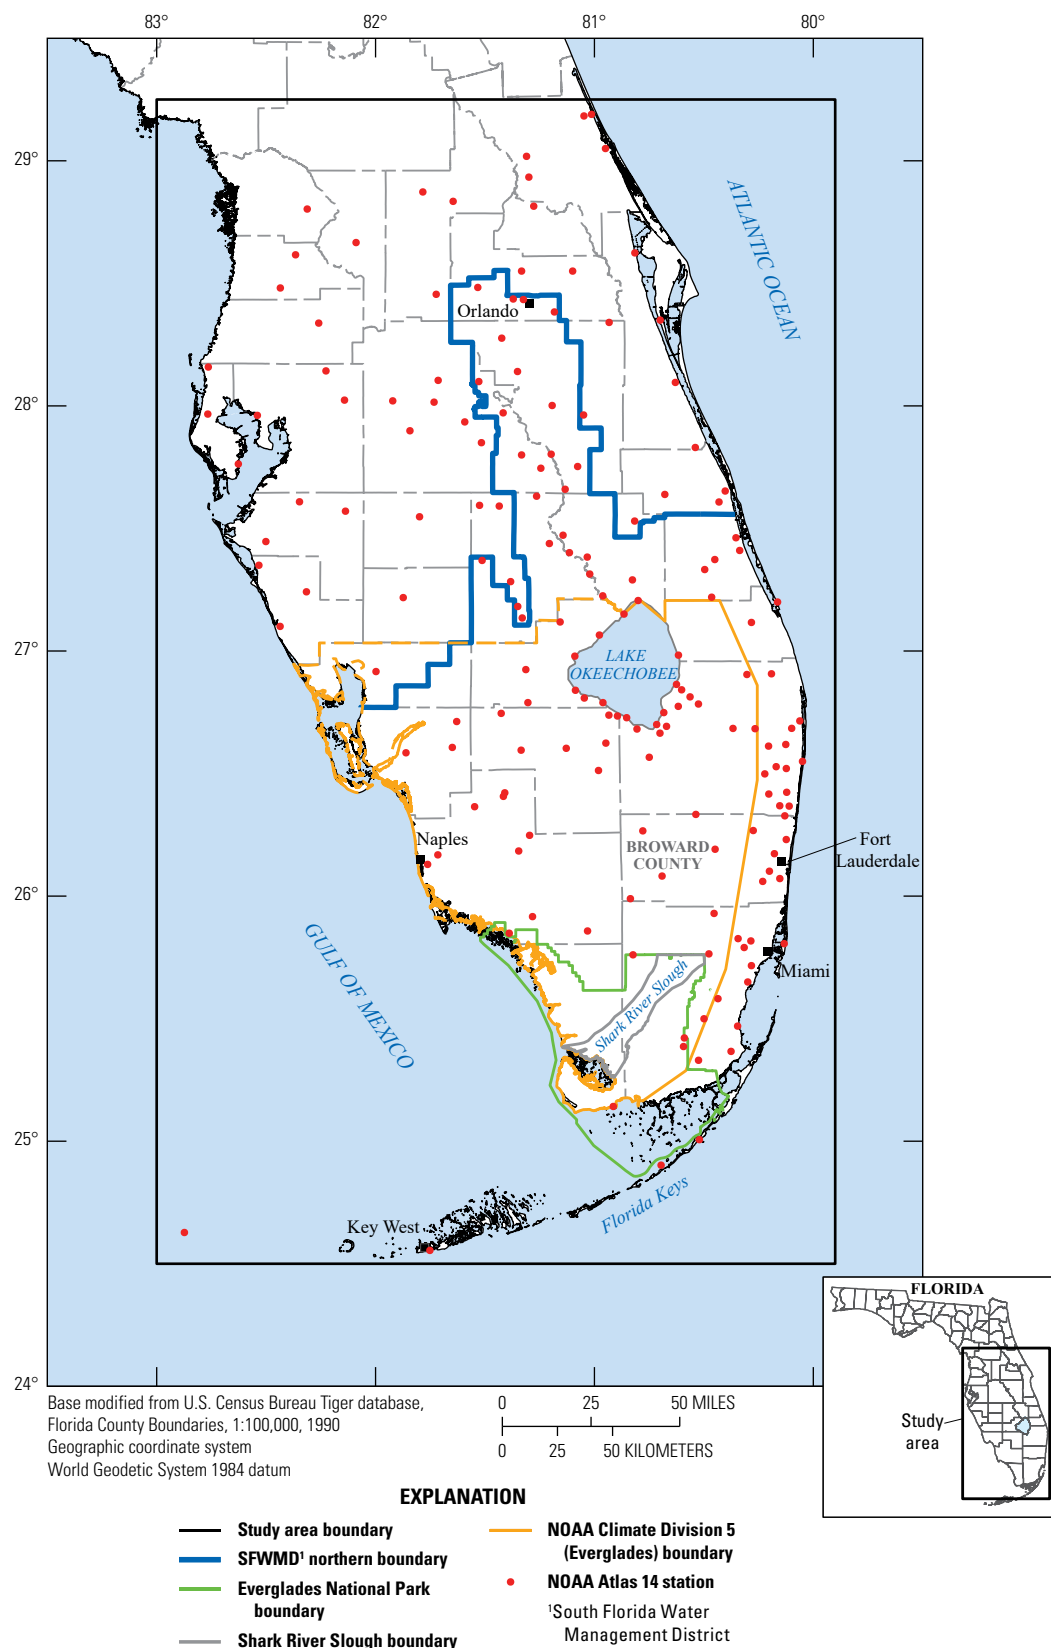 83°
82°
81°
80°
29°
28°
27°
26°
25°
24°
ATLANTIC OCEAN
Orlando
LAKE
OKEECHOBEE
Naples
BROWARD
COUNTY
Fort
Lauderdale
GULF OF MEXICO
Miami
Shark River Slough
Florida Keys
Key West
FLORIDA
Study
area
Base modified from U.S. Census Bureau Tiger database,
Florida County Boundaries, 1:100,000, 1990
Geographic coordinate system
World Geodetic System 1984 datum
0 25 50 MILES
0 25 50 KILOMETERS
EXPLANATION
Study area boundary
SFWMD¹ northern boundary
Everglades National Park
boundary
Shark River Slough boundary
NOAA Climate Division 5
(Everglades) boundary
NOAA Atlas 14 station
¹South Florida Water
Management District